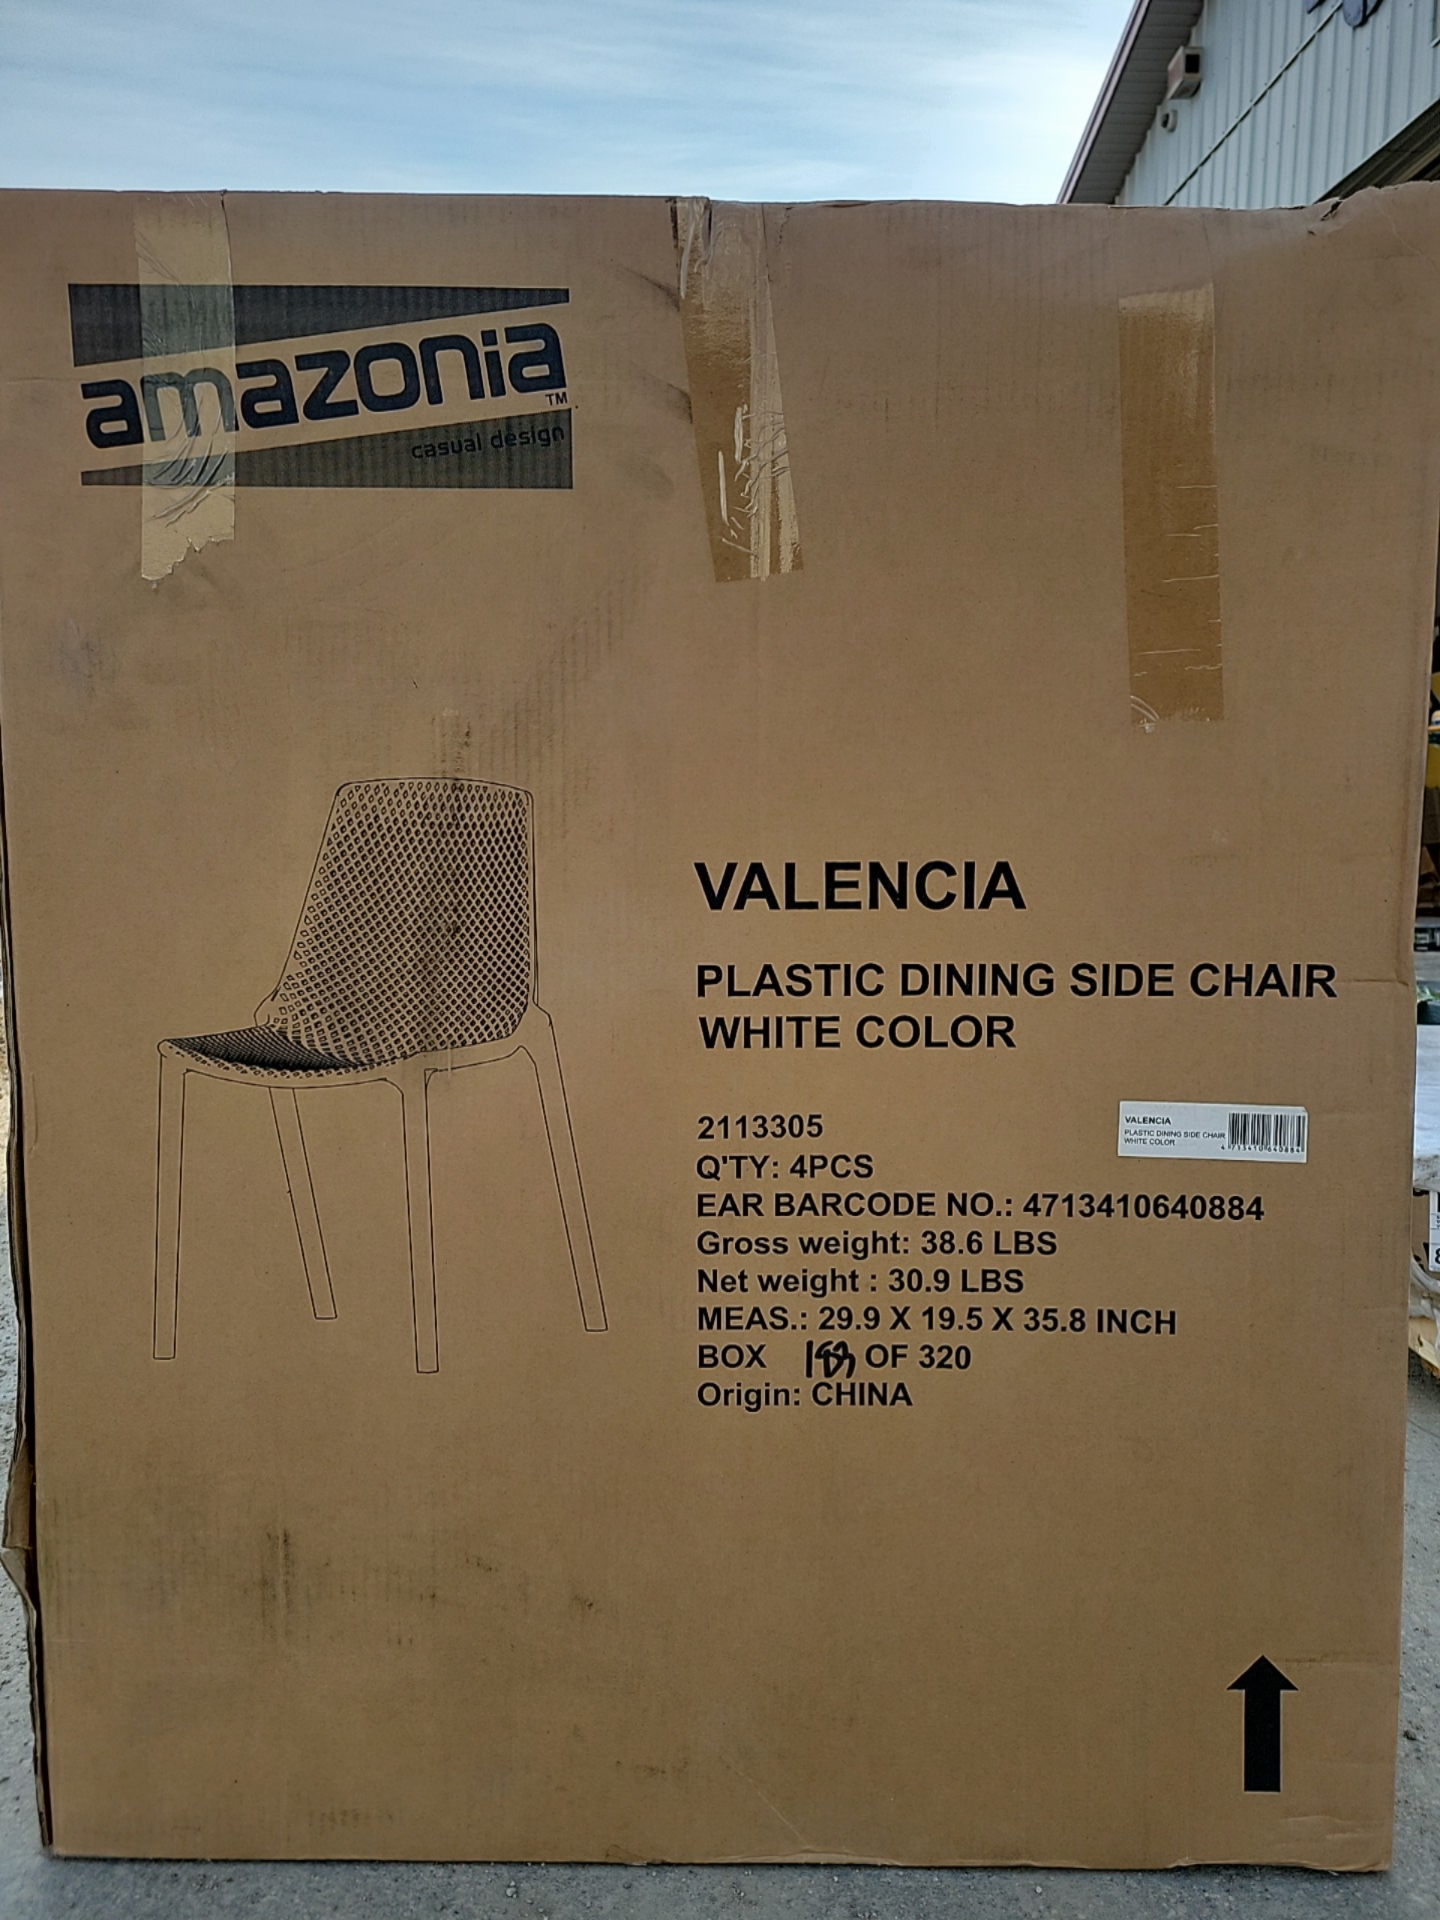 amazonia
TM
casual design
VALENCIA
PLASTIC DINING SIDE CHAIR
WHITE COLOR
2113305
Q'TY: 4PCS
EAR BARCODE NO.: 4713410640884
Gross weight: 38.6 LBS
Net weight : 30.9 LBS
MEAS.: 29.9 X 19.5 X 35.8 INCH
BOX OF 320
Origin: CHINA
VALENCIA
PLASTIC DINING SIDE CHAIR
WHITE COLOR
4713410640884